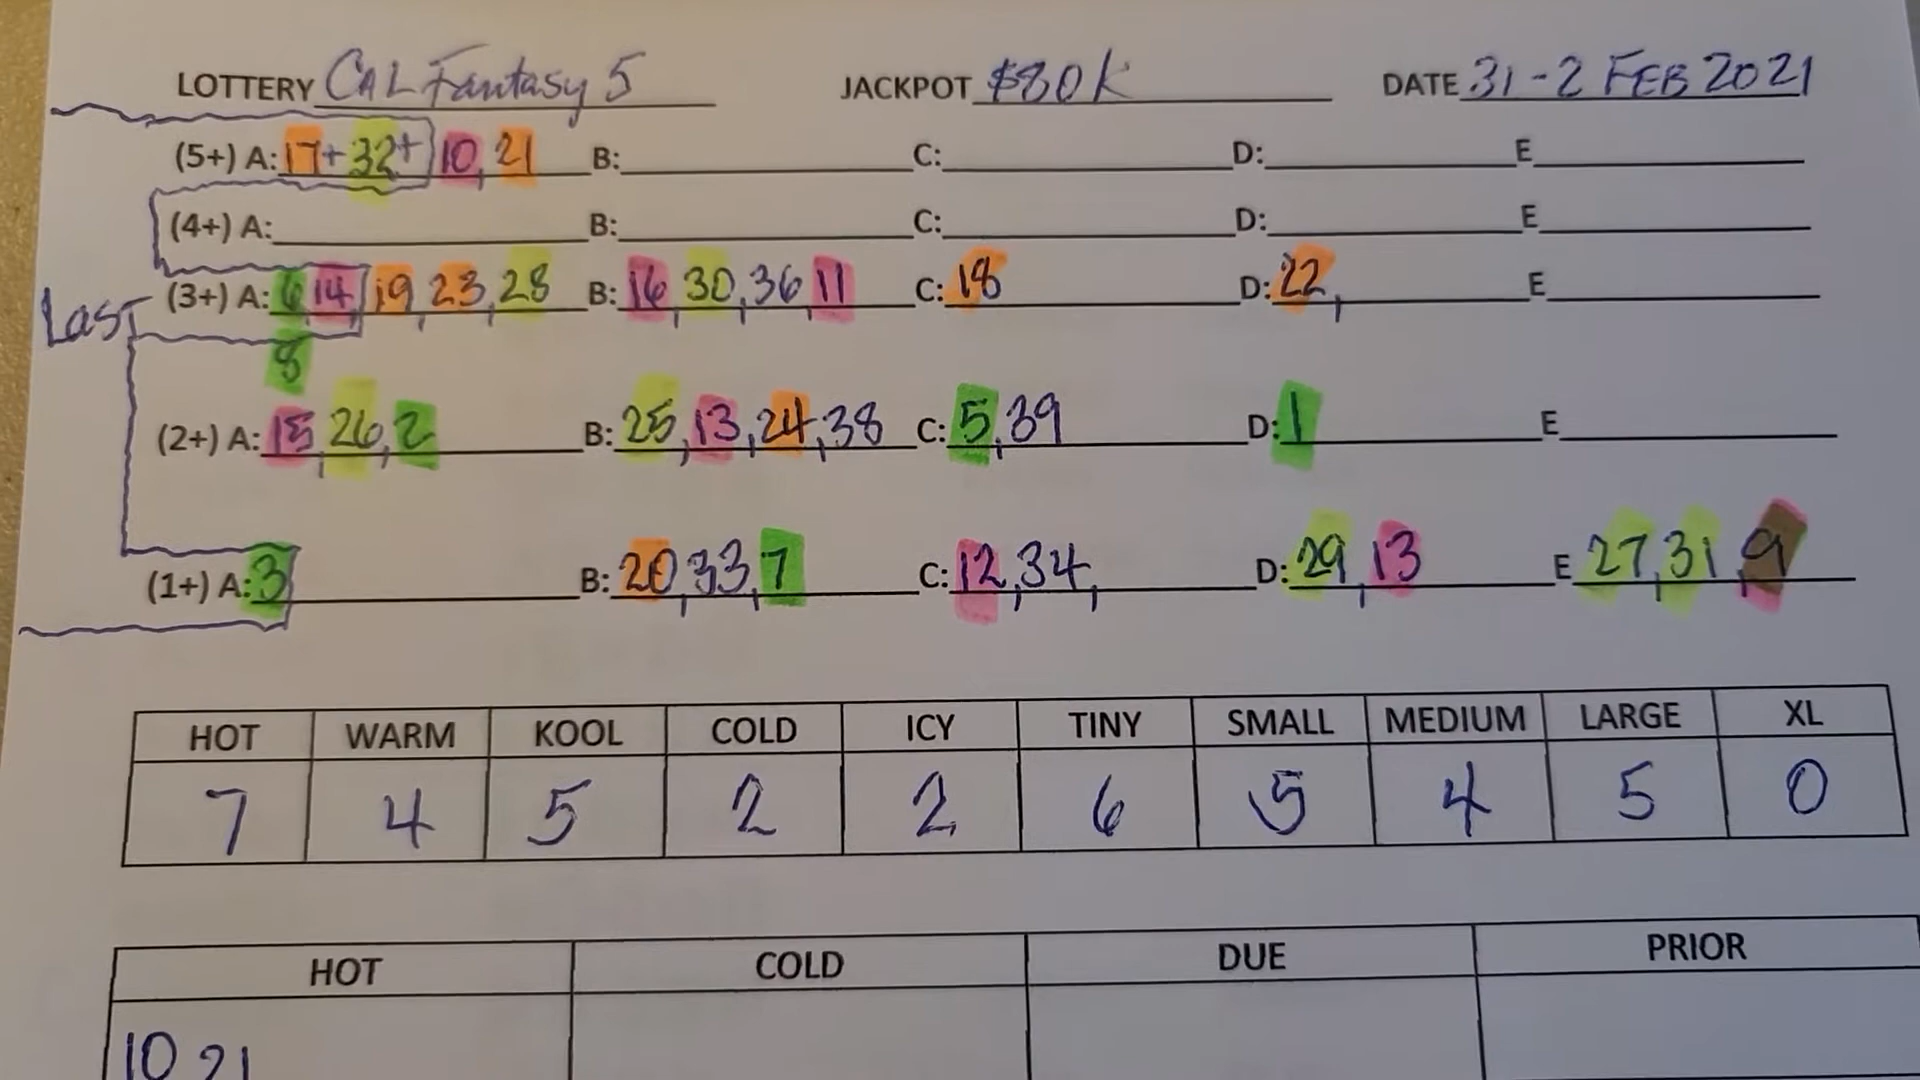 LOTTERY CAL Fantasy 5 JACKPOT $80K DATE 31-2 FEB 2021
(5+) A: 17+ 32+ 10, 21 B: C: D: E
(4+) A: B: C: D: E
Last (3+) A: 6, 14, 19, 23, 28 B: 16, 30, 36, 11 C: 18 D: 22, E
8
(2+) A: 15, 26, 2 B: 25, 13, 24, 38 C: 5, 39 D: 1 E
(1+) A: 3 B: 20, 33, 7 C: 12, 34, D: 29, 13 E 27, 31, 9
HOT WARM KOOL COLD ICY TINY SMALL MEDIUM LARGE XL
7 4 5 2 2 6 5 4 5 0
HOT COLD DUE PRIOR
10 21